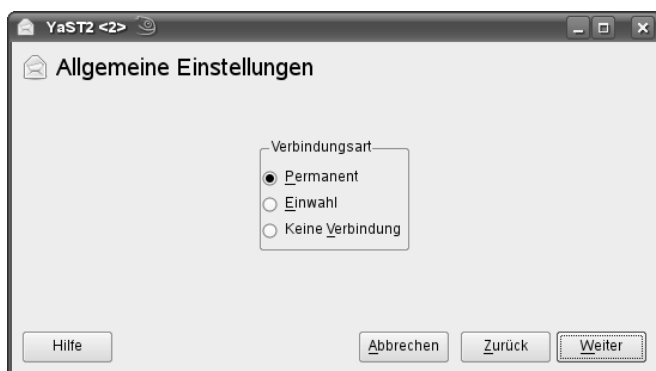 YaST2 <2>
Allgemeine Einstellungen
Verbindungsart
Permanent
Einwahl
Keine Verbindung
Hilfe
Abbrechen
Zurück
Weiter